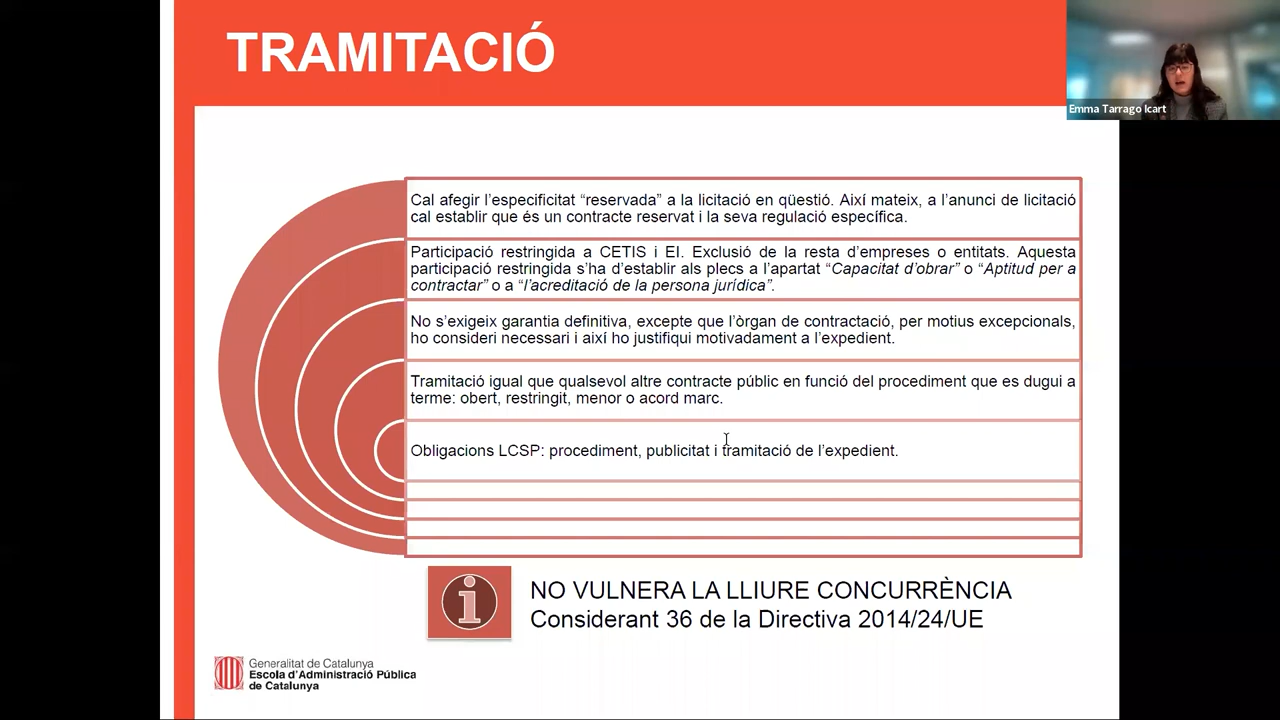 TRAMITACIÓ
Emma Tarrago Icart
Cal afegir l’especificitat “reservada” a la licitació en qüestió. Així mateix, a l’anunci de licitació
cal establir que és un contracte reservat i la seva regulació específica.
Participació restringida a CETIS i EI. Exclusió de la resta d’empreses o entitats. Aquesta
participació restringida s’ha d’establir als plecs a l’apartat “Capacitat d’obrar” o “Aptitud per a
contractar” o a “l’acreditació de la persona jurídica”.
No s’exigeix garantia definitiva, excepte que l’òrgan de contractació, per motius excepcionals,
ho consideri necessari i així ho justifiqui motivadament a l’expedient.
Tramitació igual que qualsevol altre contracte públic en funció del procediment que es dugui a
terme: obert, restringit, menor o acord marc.
Obligacions LCSP: procediment, publicitat i tramitació de l’expedient.
NO VULNERA LA LLIURE CONCURRÈNCIA
Considerant 36 de la Directiva 2014/24/UE
Generalitat de Catalunya
Escola d’Administració Pública
de Catalunya